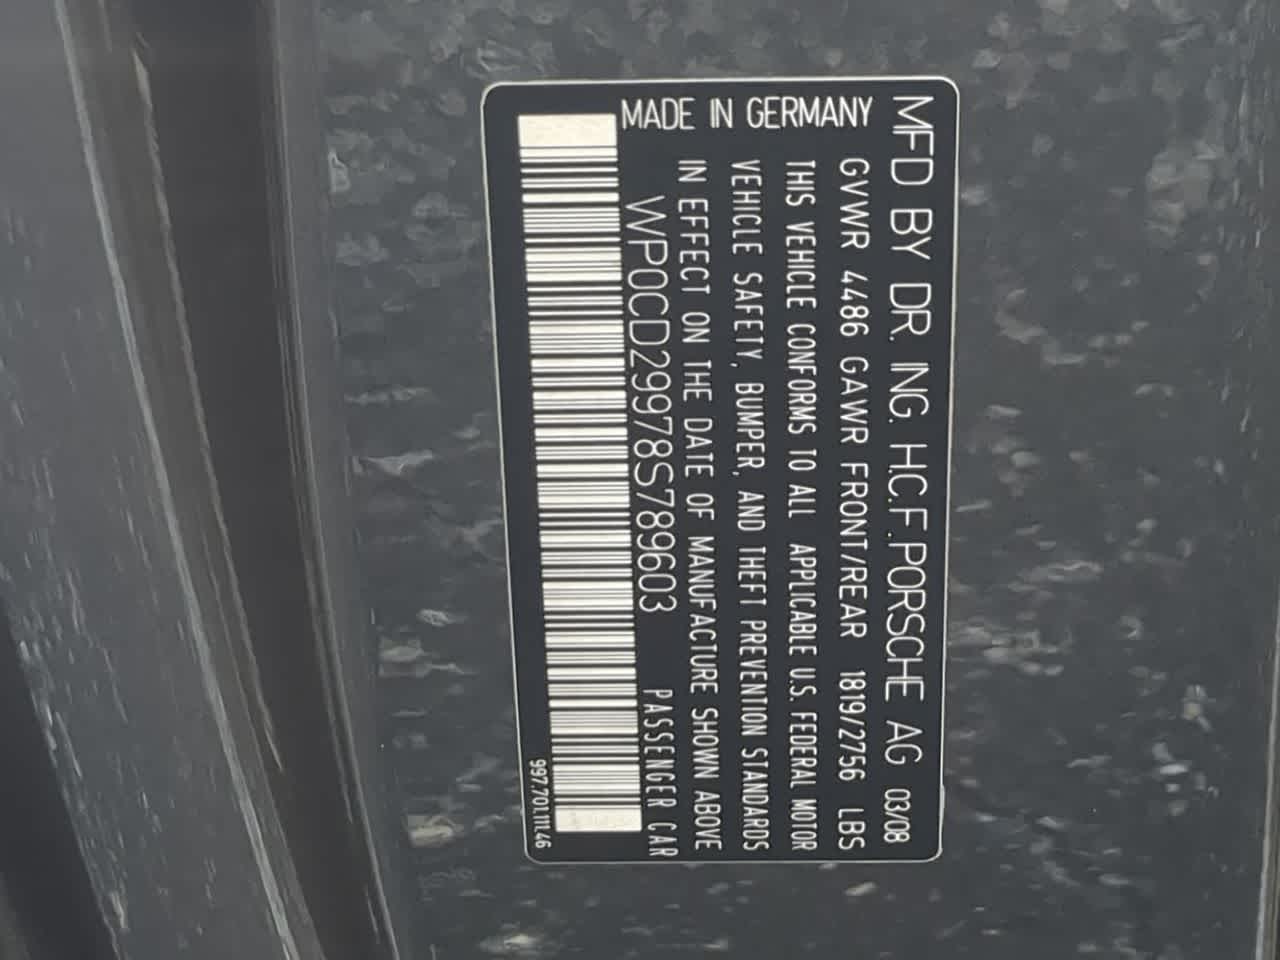 MFD BY DR. ING. H.C.F. PORSCHE AG 03/08
GVWR 4486 GAWR FRONT/REAR 1819/2756 LBS
THIS VEHICLE CONFORMS TO ALL APPLICABLE U.S. FEDERAL MOTOR
VEHICLE SAFETY, BUMPER, AND THEFT PREVENTION STANDARDS
IN EFFECT ON THE DATE OF MANUFACTURE SHOWN ABOVE
WP0CD29978S789603 PASSENGER CAR
MADE IN GERMANY
997.701.111.46